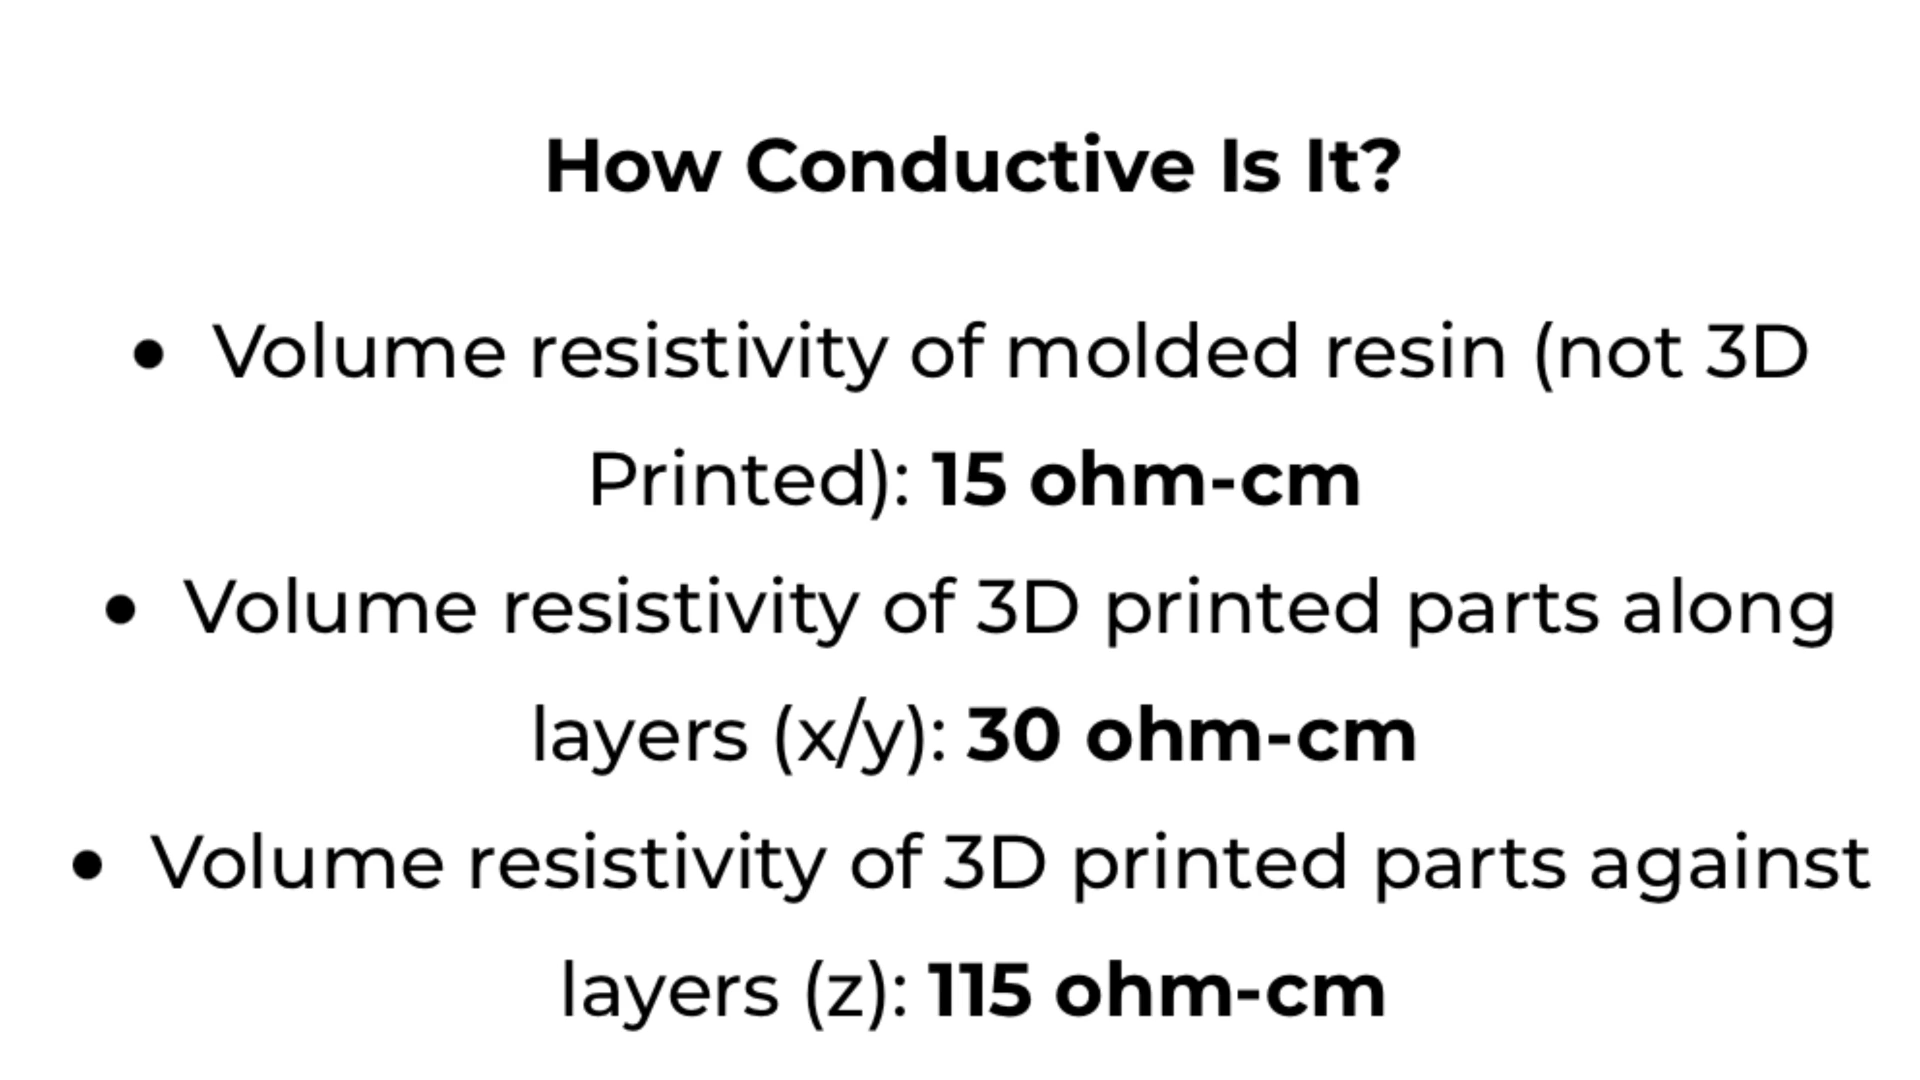 How Conductive Is It?
• Volume resistivity of molded resin (not 3D
Printed): 15 ohm-cm
• Volume resistivity of 3D printed parts along
layers (x/y): 30 ohm-cm
• Volume resistivity of 3D printed parts against
layers (z): 115 ohm-cm